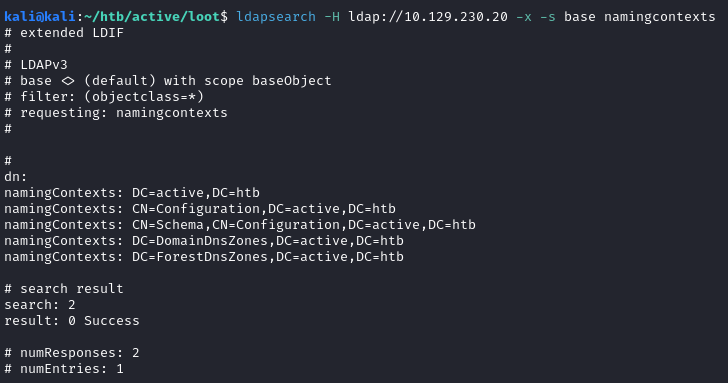 kali@kali:~/htb/active/loot$ ldapsearch -H ldap://10.129.230.20 -x -s base namingcontexts
# extended LDIF
#
# LDAPv3
# base <> (default) with scope baseObject
# filter: (objectclass=*)
# requesting: namingcontexts
#

#
dn:
namingContexts: DC=active,DC=htb
namingContexts: CN=Configuration,DC=active,DC=htb
namingContexts: CN=Schema,CN=Configuration,DC=active,DC=htb
namingContexts: DC=DomainDnsZones,DC=active,DC=htb
namingContexts: DC=ForestDnsZones,DC=active,DC=htb

# search result
search: 2
result: 0 Success

# numResponses: 2
# numEntries: 1